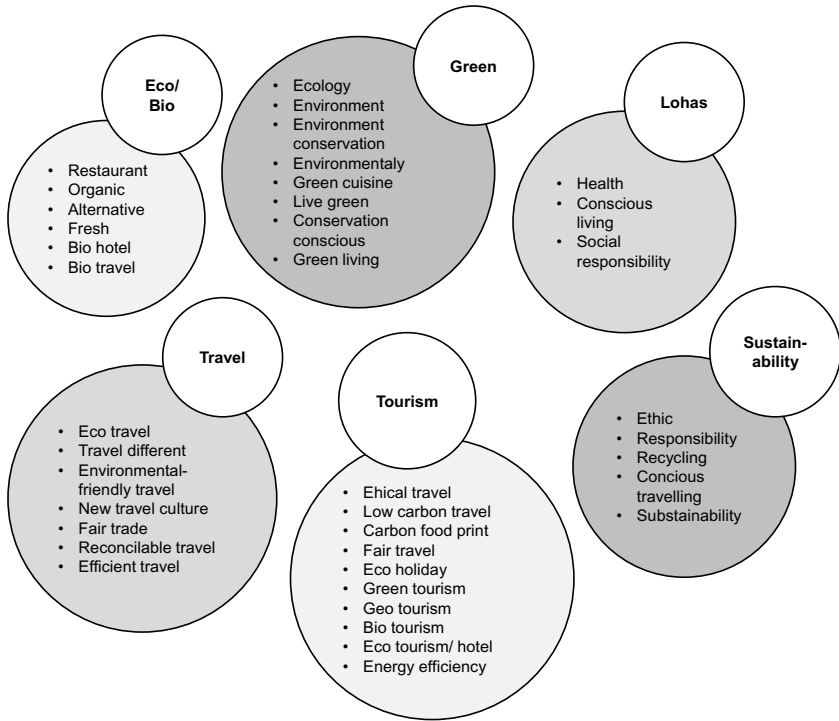 Eco/
Bio
• Restaurant
• Organic
• Alternative
• Fresh
• Bio hotel
• Bio travel
Green
• Ecology
• Environment
• Environment
conservation
• Environmentaly
• Green cuisine
• Live green
• Conservation
conscious
• Green living
Lohas
• Health
• Conscious
living
• Social
responsibility
Travel
• Eco travel
• Travel different
• Environmental-
friendly travel
• New travel culture
• Fair trade
• Reconcilable travel
• Efficient travel
Tourism
• Ehical travel
• Low carbon travel
• Carbon food print
• Fair travel
• Eco holiday
• Green tourism
• Geo tourism
• Bio tourism
• Eco tourism/ hotel
• Energy efficiency
Sustain-
ability
• Ethic
• Responsibility
• Recycling
• Concious
travelling
• Substainability